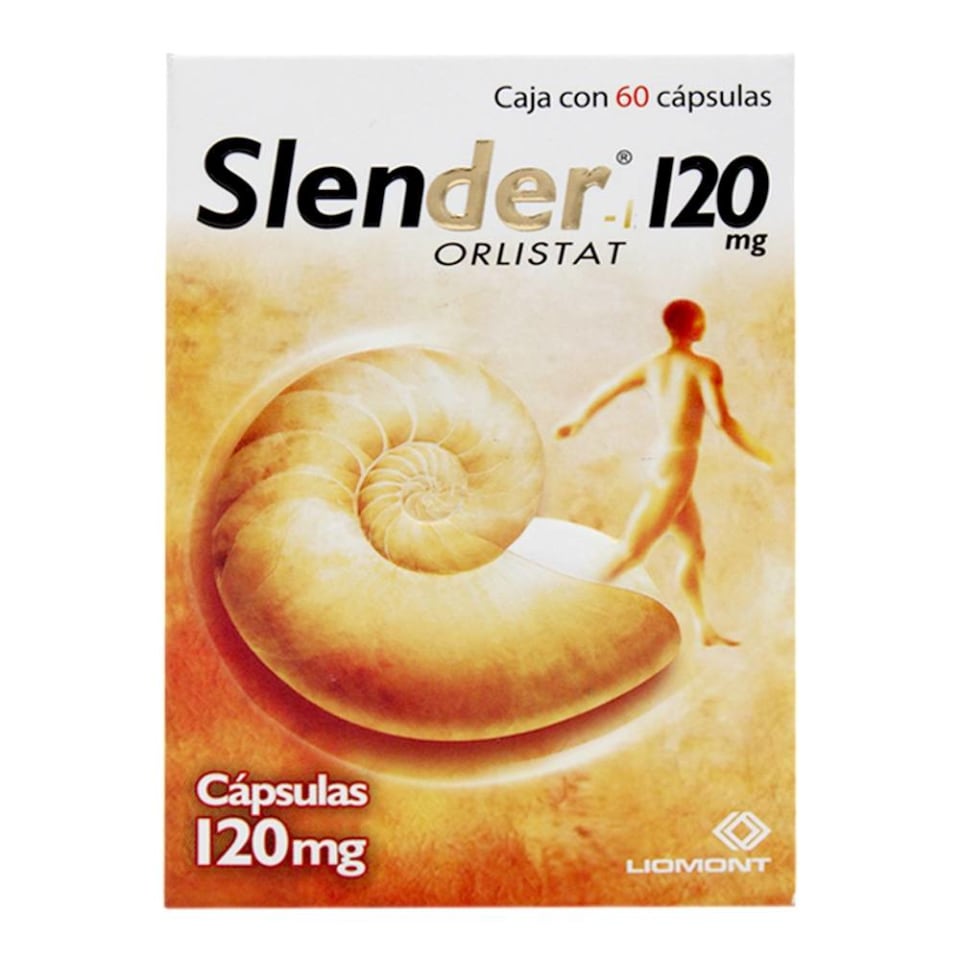 Caja con 60 cápsulas
Slender-I® 120 mg
ORLISTAT
Cápsulas
120mg
LIOMONT